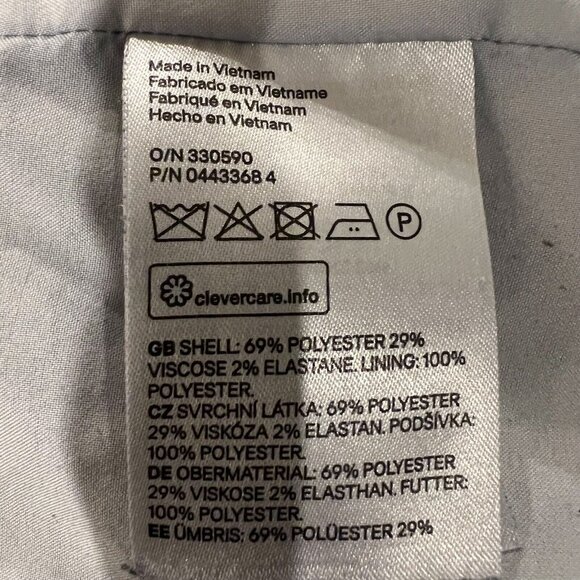 Made in Vietnam
Fabricado em Vietname
Fabriqué en Vietnam
Hecho en Vietnam
O/N 330590
P/N 0443368 4
P
clevercare.info
GB SHELL: 69% POLYESTER 29%
VISCOSE 2% ELASTANE. LINING: 100%
POLYESTER.
CZ SVRCHNÍ LÁTKA: 69% POLYESTER
29% VISKÓZA 2% ELASTAN. PODŠÍVKA:
100% POLYESTER.
DE OBERMATERIAL: 69% POLYESTER
29% VISKOSE 2% ELASTHAN. FUTTER:
100% POLYESTER.
EE ÜMBRIS: 69% POLÜESTER 29%